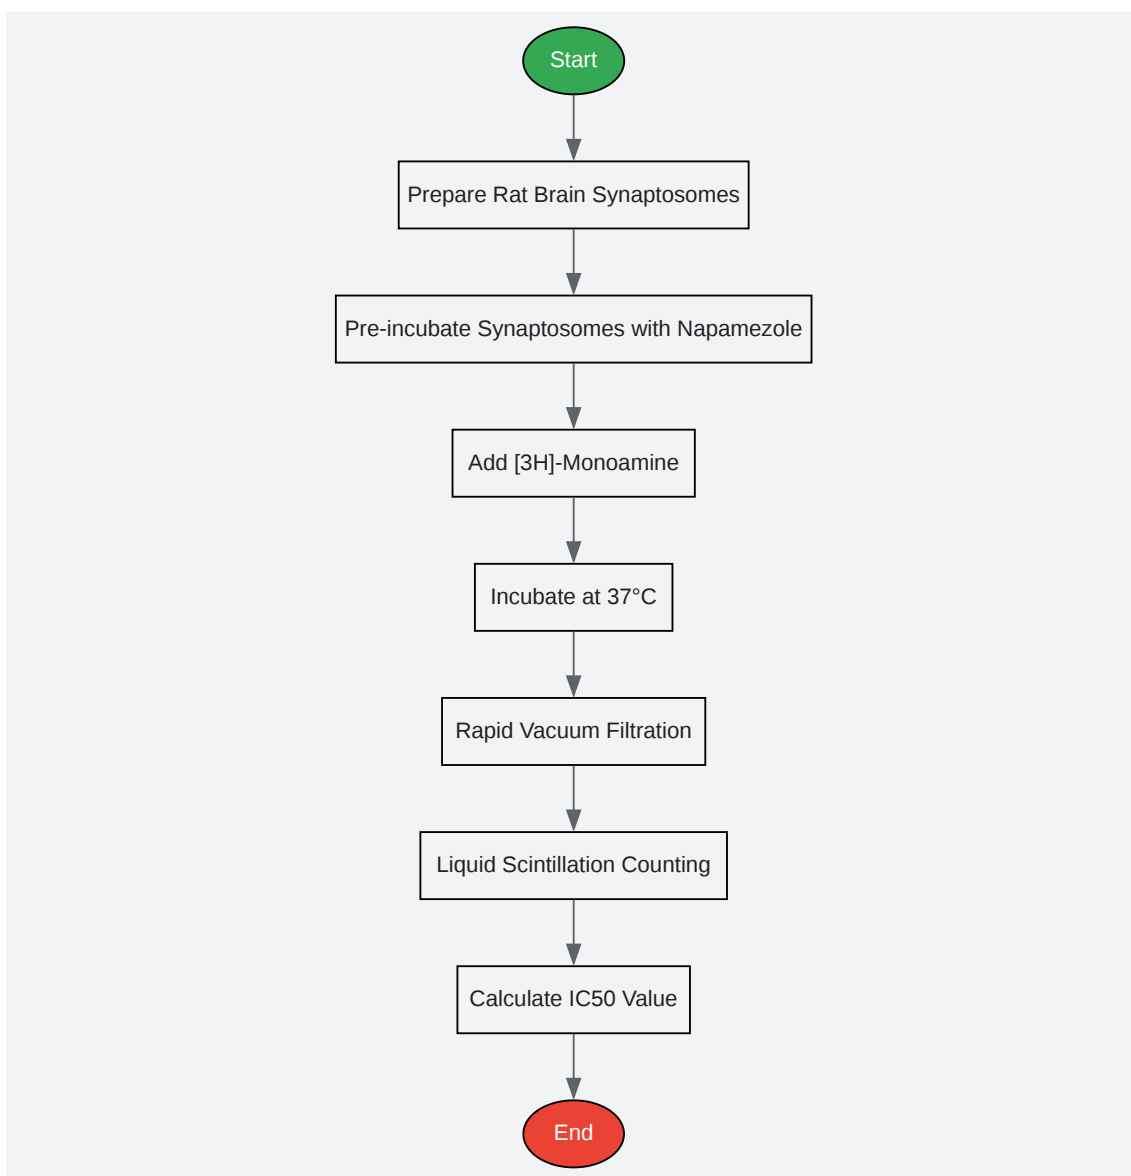 Start
Prepare Rat Brain Synaptosomes
Pre-incubate Synaptosomes with Napamezole
Add [3H]-Monoamine
Incubate at 37°C
Rapid Vacuum Filtration
Liquid Scintillation Counting
Calculate IC50 Value
End